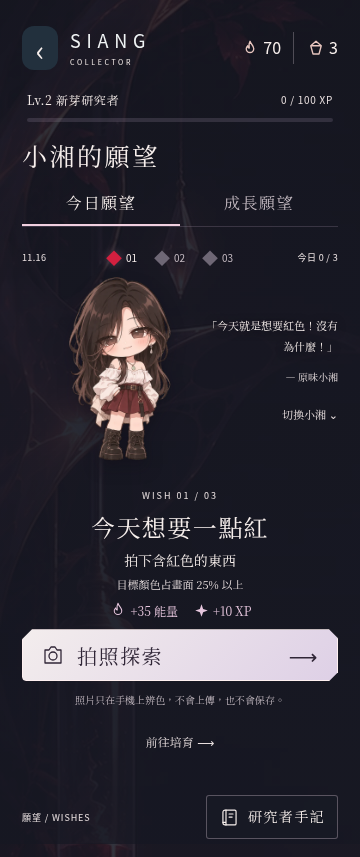 SIANG
COLLECTOR
70
3
Lv.2 新芽研究者
0 / 100 XP
小湘的願望
今日願望
成長願望
11.16
01
02
03
今日 0 / 3
「今天就是想要紅色！沒有
為什麼！」
— 原味小湘
切換小湘 ⌄
WISH 01 / 03
今天想要一點紅
拍下含紅色的東西
目標顏色占畫面 25% 以上
+35 能量
+10 XP
拍照探索 ⟶
照片只在手機上辨色，不會上傳，也不會保存。
前往培育 ⟶
願望 / WISHES
研究者手記